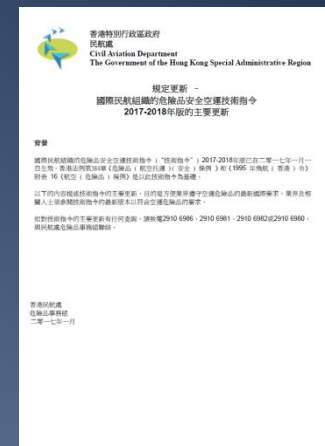 香港特別行政區政府
民航處
Civil Aviation Department
The Government of the Hong Kong Special Administrative Region
規定更新 –
國際民航組織的危險品安全空運技術指令
2017-2018年版的主要更新
背景
國際民航組織的危險品安全空運技術指令 (“技術指令”) 2017-2018年版已在二零一七年一月一
日生效。香港法例第384章《危險品 ( 航空托運 )( 安全 ) 條例 》和《1995 年飛航 ( 香港 ) 令》
附表 16《航空 ( 危險品 ) 規例》是以此技術指令為基礎。
以下的內容概述技術指令的主要更新，目的是方便業界遵守空運危險品的最新國際要求。業界及相
關人士須參閱技術指令的最新版本以符合空運危險品的要求。
如對技術指令的主要更新有任何查詢，請致電2910 6986、2910 6981、2910 6982或2910 6980，
與民航處危險品事務組聯絡。
香港民航處
危險品事務組
二零一七年一月